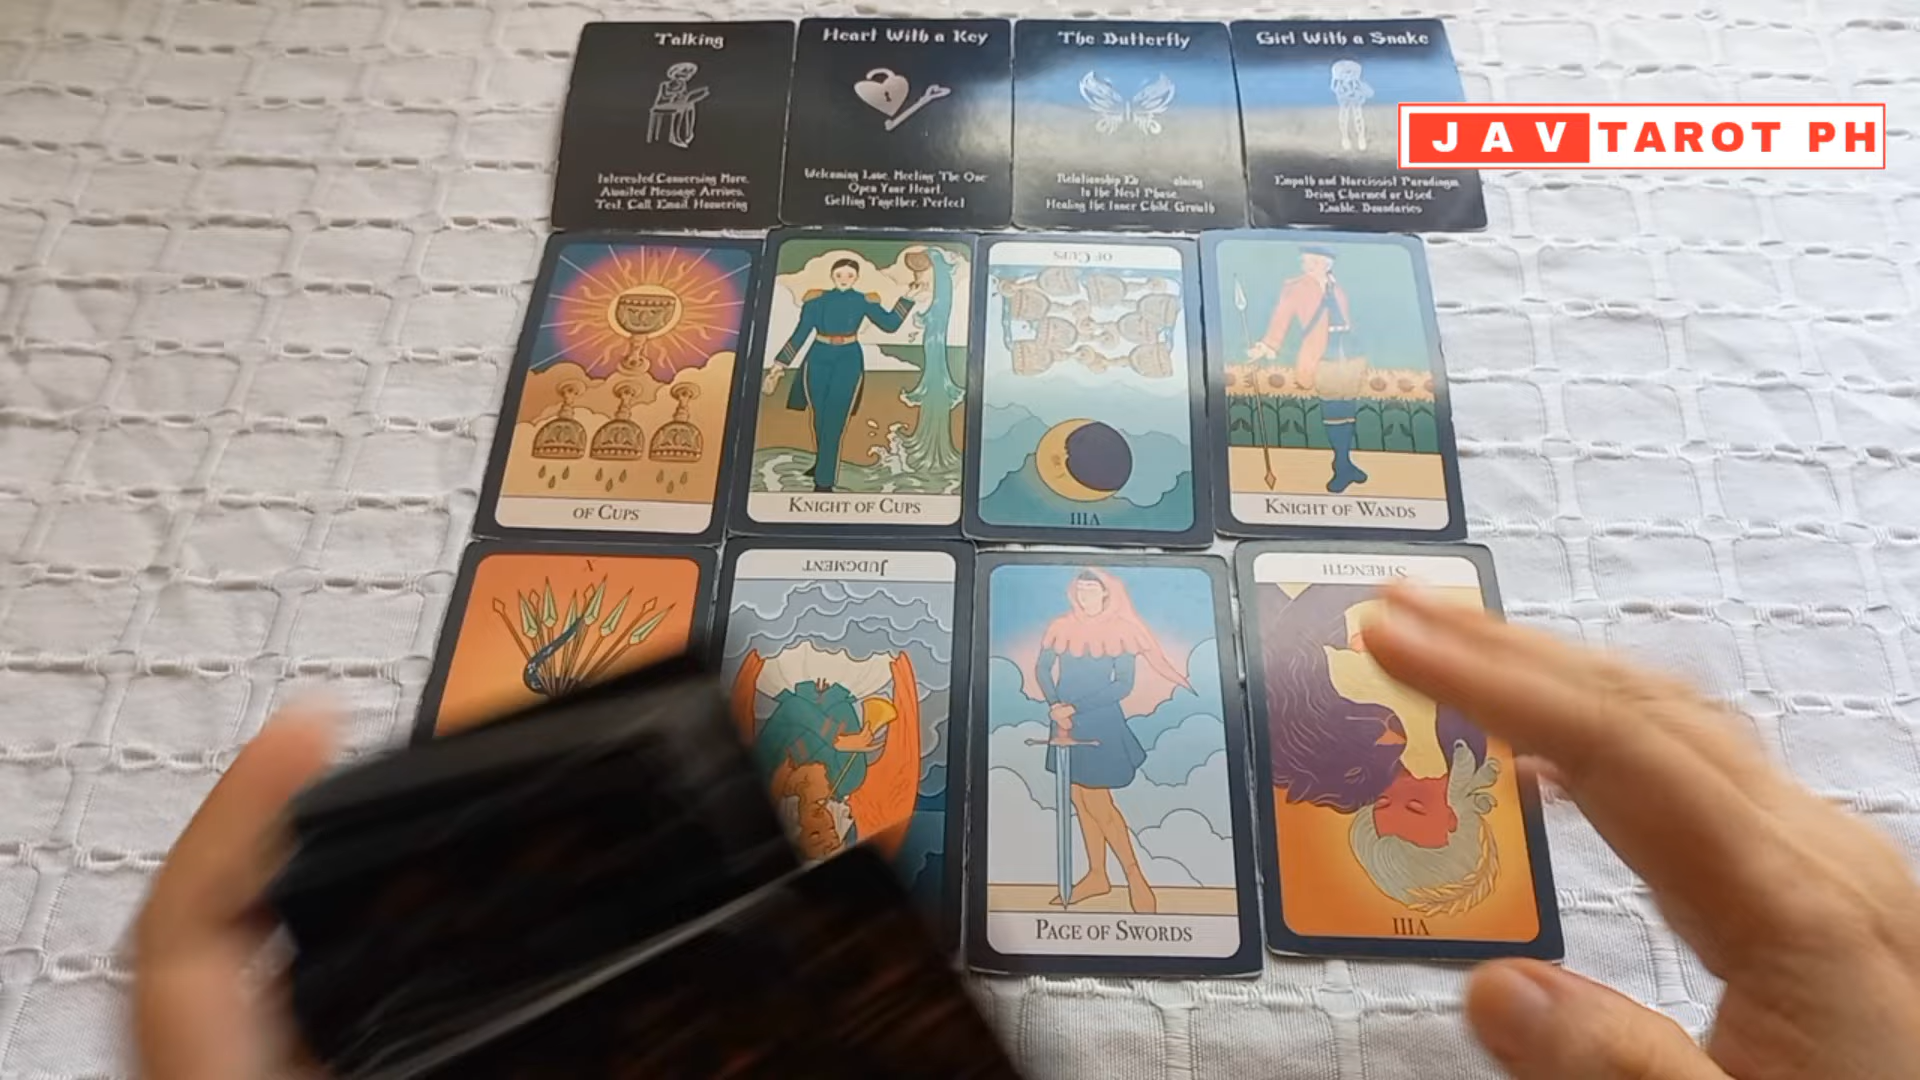 Talking
Interested Conversing More,
Awaited Message Arrives,
Text, Call, Email, Hovering
Heart With a Key
Welcoming Love, Meeting The One
Open Your Heart,
Getting Together, Perfect
The Butterfly
Relationship
to the Next Phase,
Healing the Inner Child, Growth
Girl With a Snake
Empath and Narcissist Paradigm,
Being Charmed or Used,
Enable, Boundaries
JAV TAROT PH
OF CUPS
KNIGHT OF CUPS
OF CUPS
VIII
KNIGHT OF WANDS
X
JUDGMENT
PAGE OF SWORDS
STRENGTH
VIII